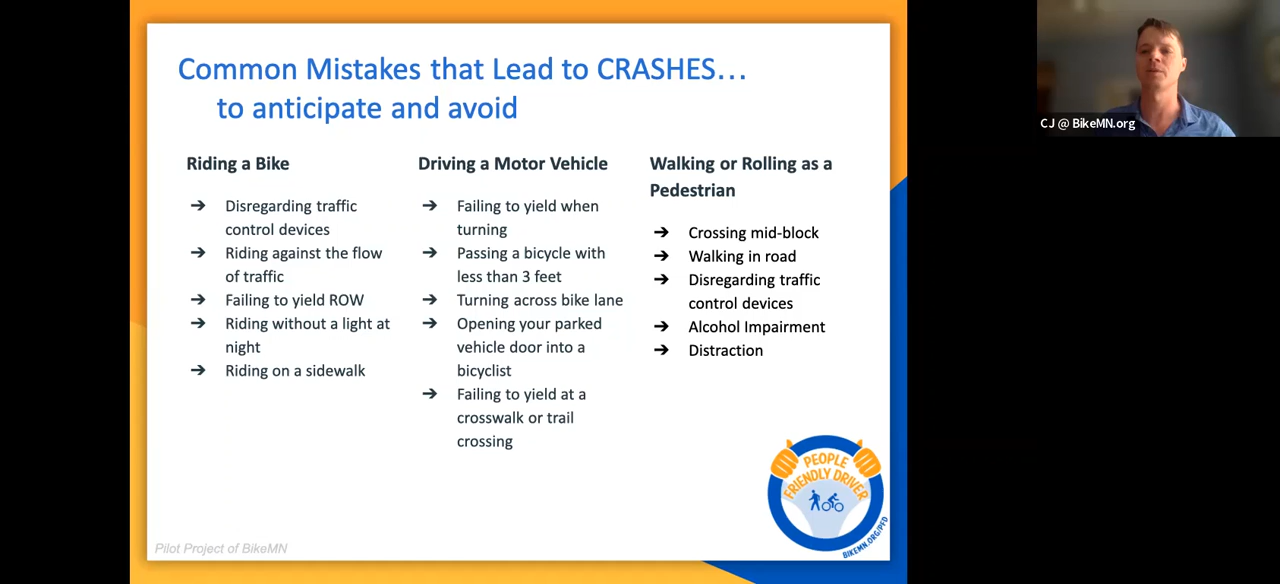 Common Mistakes that Lead to CRASHES…
to anticipate and avoid
Riding a Bike
➔ Disregarding traffic
control devices
➔ Riding against the flow
of traffic
➔ Failing to yield ROW
➔ Riding without a light at
night
➔ Riding on a sidewalk
Driving a Motor Vehicle
➔ Failing to yield when
turning
➔ Passing a bicycle with
less than 3 feet
➔ Turning across bike lane
➔ Opening your parked
vehicle door into a
bicyclist
➔ Failing to yield at a
crosswalk or trail
crossing
Walking or Rolling as a
Pedestrian
➔ Crossing mid-block
➔ Walking in road
➔ Disregarding traffic
control devices
➔ Alcohol Impairment
➔ Distraction
PEOPLE
FRIENDLY DRIVER
BIKEMN.ORG/PFD
Pilot Project of BikeMN
CJ @ BikeMN.org